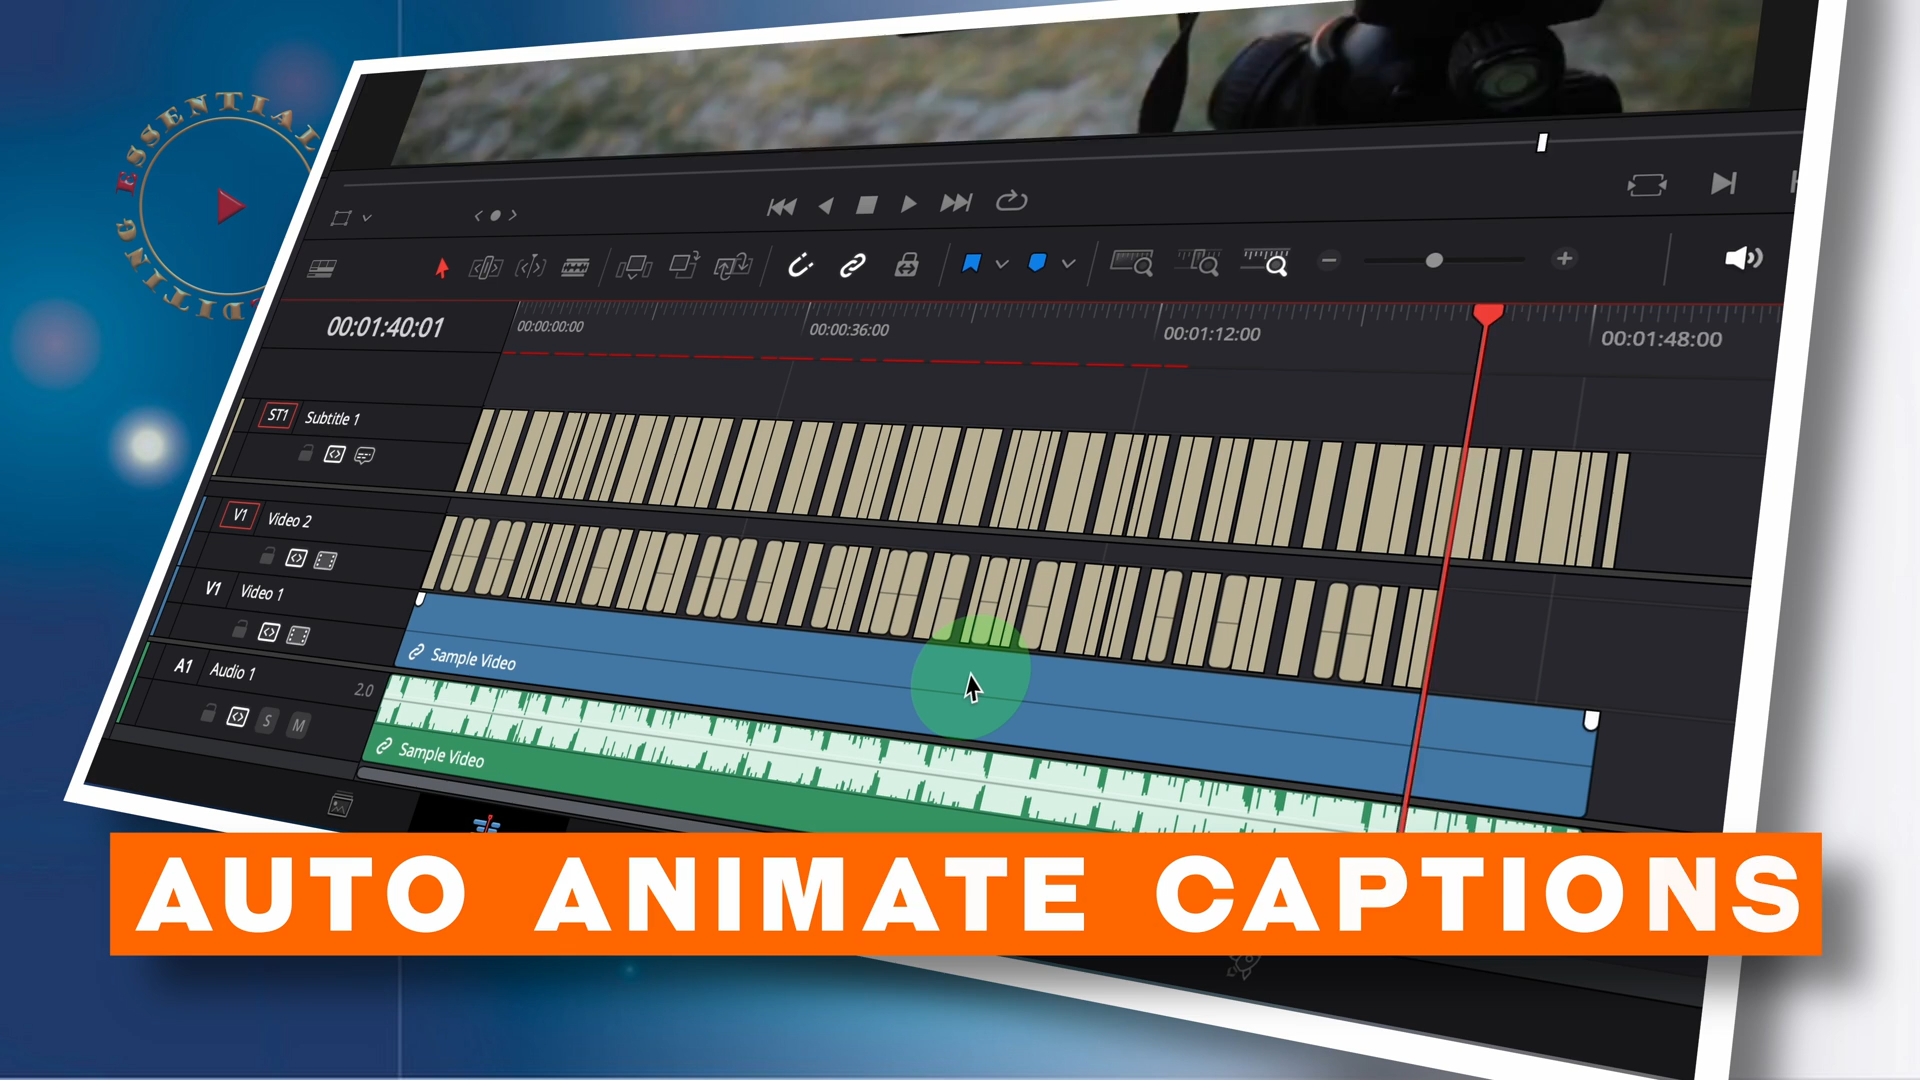 ESSENTIAL
EDITING
00:01:40:01
00:00:00:00
00:00:36:00
00:01:12:00
00:01:48:00
ST1 Subtitle 1
V1 Video 2
V1 Video 1
Sample Video
A1 Audio 1 2.0
S M
Sample Video
AUTO ANIMATE CAPTIONS